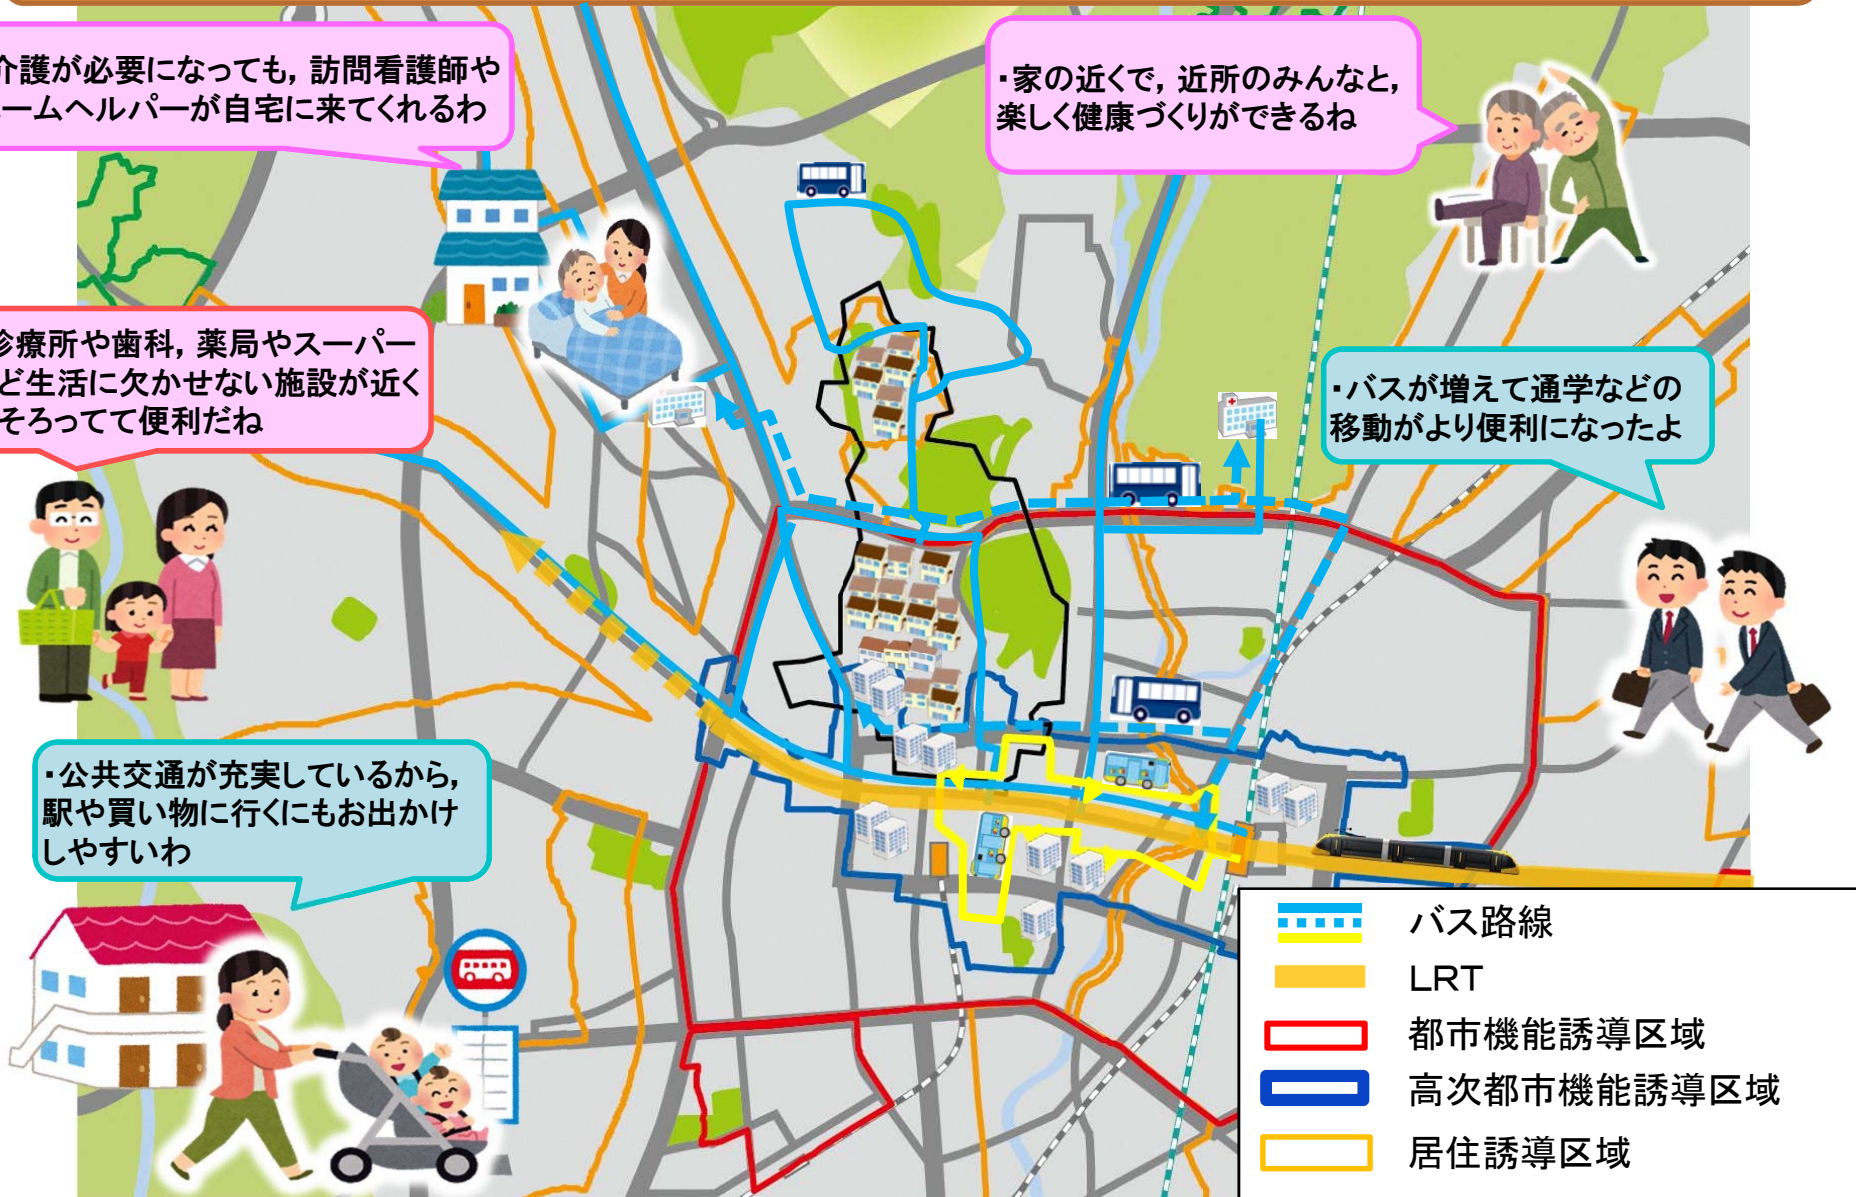 介護が必要になっても，訪問看護師や
ームヘルパーが自宅に来てくれるわ
・家の近くで，近所のみんなと，
楽しく健康づくりができるね
診療所や歯科，薬局やスーパー
ど生活に欠かせない施設が近く
そろってて便利だね
・バスが増えて通学などの
移動がより便利になったよ
・公共交通が充実しているから，
駅や買い物に行くにもお出かけ
しやすいわ
バス路線
LRT
都市機能誘導区域
高次都市機能誘導区域
居住誘導区域